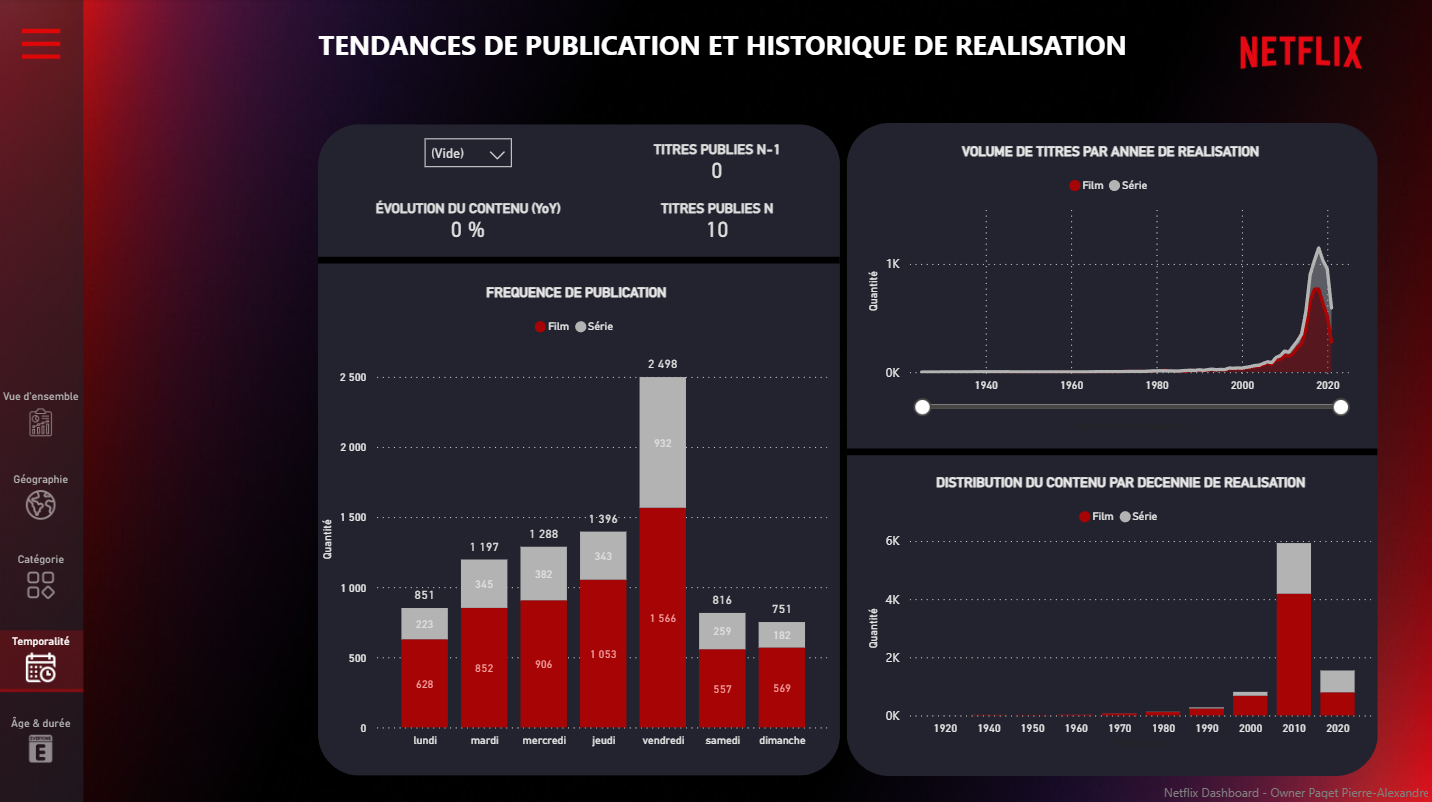 TENDANCES DE PUBLICATION ET HISTORIQUE DE REALISATION
NETFLIX
Vue d'ensemble
Géographie
Catégorie
Temporalité
Âge & durée
EVERYONE
E
(Vide)
TITRES PUBLIES N-1
0
ÉVOLUTION DU CONTENU (YoY)
0 %
TITRES PUBLIES N
10
FREQUENCE DE PUBLICATION
Film Série
Quantité
2 500
2 000
1 500
1 000
500
0
851
223
628
1 197
345
852
1 288
382
906
1 396
343
1 053
2 498
932
1 566
816
259
557
751
182
569
lundi mardi mercredi jeudi vendredi samedi dimanche
VOLUME DE TITRES PAR ANNEE DE REALISATION
Film Série
Quantité
1K
0K
1940 1960 1980 2000 2020
DISTRIBUTION DU CONTENU PAR DECENNIE DE REALISATION
Film Série
Quantité
6K
4K
2K
0K
1920 1940 1950 1960 1970 1980 1990 2000 2010 2020
Netflix Dashboard - Owner Paget Pierre-Alexandre